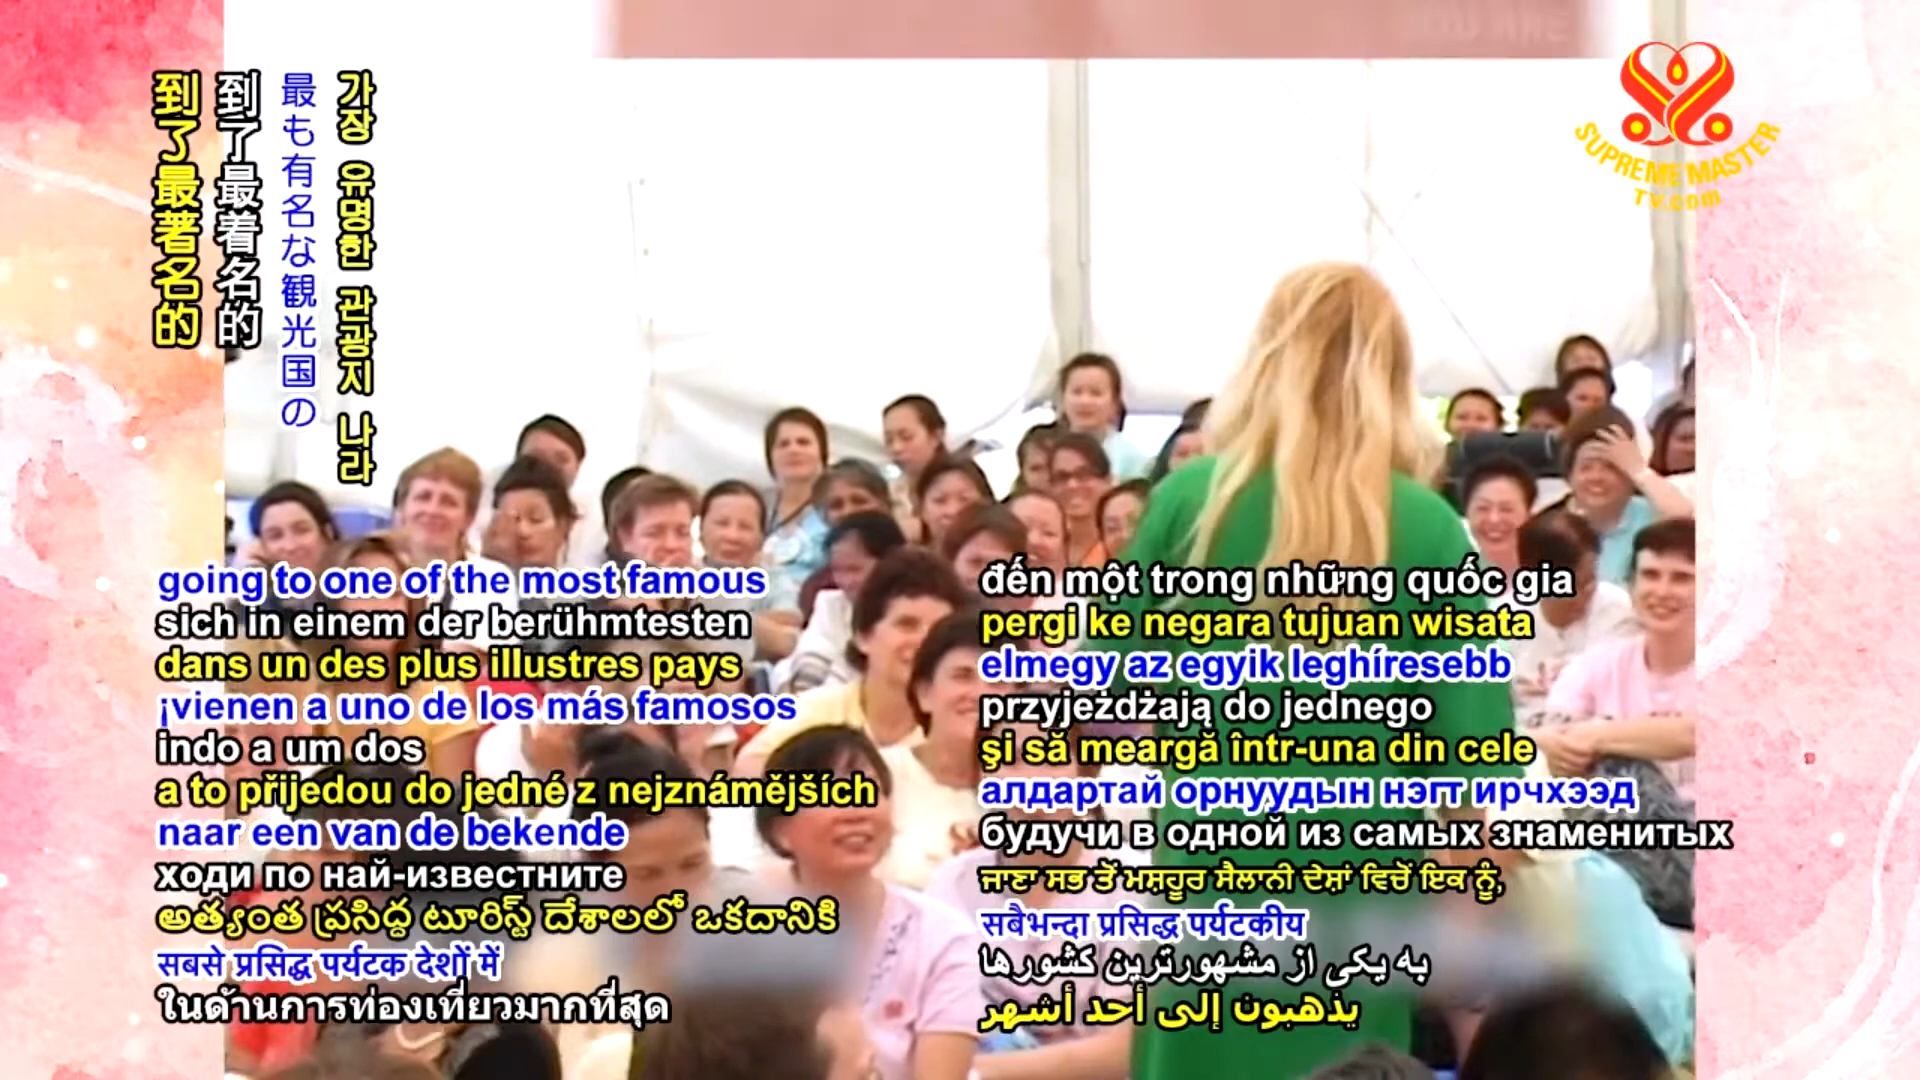 到了最著名的
到了最着名的
最も有名な観光国の
가장 유명한 관광지 나라
SUPREME MASTER
TV.com
going to one of the most famous
sich in einem der berühmtesten
dans un des plus illustres pays
¡vienen a uno de los más famosos
indo a um dos
a to přijedou do jedné z nejznámějších
naar een van de bekende
ходи по най-известните
అత్యంత ప్రసిద్ధ టూరిస్ట్ దేశాలలో ఒకదానికి
सबसे प्रसिद्ध पर्यटक देशों में
ในด้านการท่องเที่ยวมากที่สุด
đến một trong những quốc gia
pergi ke negara tujuan wisata
elmegy az egyik leghíresebb
przyjeżdżają do jednego
şi să meargă într-una din cele
алдартай орнуудын нэгт ирчхээд
будучи в одной из самых знаменитых
ਜਾਣਾ ਸਭ ਤੋਂ ਮਸ਼ਹੂਰ ਸੈਲਾਨੀ ਦੇਸ਼ਾਂ ਵਿਚੋਂ ਇਕ ਨੂੰ,
सबैभन्दा प्रसिद्ध पर्यटकीय
به یکی از مشهورترین کشورها
يذهبون إلى أحد أشهر